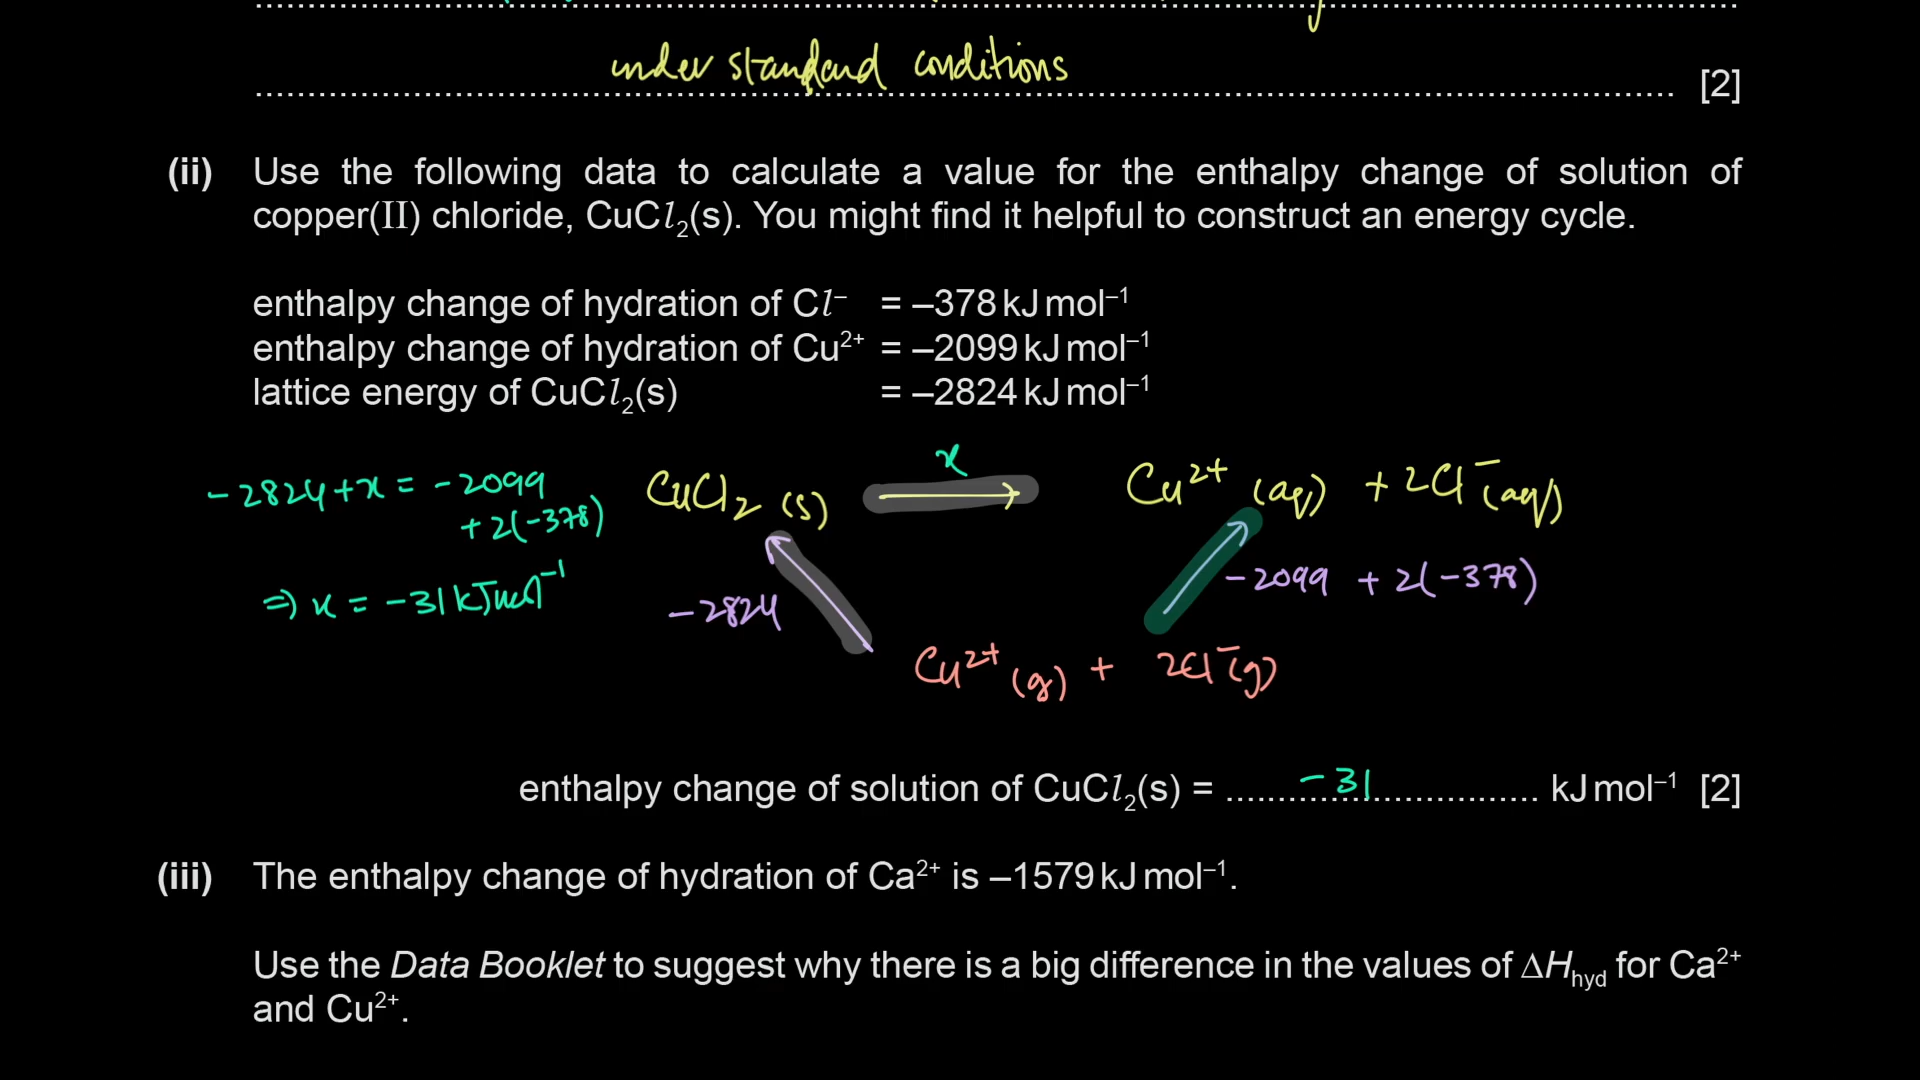 under standard conditions
[2]
(ii) Use the following data to calculate a value for the enthalpy change of solution of
copper(II) chloride, CuCl₂(s). You might find it helpful to construct an energy cycle.
enthalpy change of hydration of Cl⁻ = –378 kJ mol⁻¹
enthalpy change of hydration of Cu²⁺ = –2099 kJ mol⁻¹
lattice energy of CuCl₂(s) = –2824 kJ mol⁻¹
-2824 + x = -2099
+ 2(-378)
⇒ x = -31 kJ mol⁻¹
x
CuCl₂ (s) → Cu²⁺ (aq) + 2Cl⁻ (aq)
-2824
-2099 + 2(-378)
Cu²⁺ (g) + 2Cl⁻ (g)
enthalpy change of solution of CuCl₂(s) = -31 kJ mol⁻¹ [2]
(iii) The enthalpy change of hydration of Ca²⁺ is –1579 kJ mol⁻¹.
Use the Data Booklet to suggest why there is a big difference in the values of ΔHhyd for Ca²⁺
and Cu²⁺.